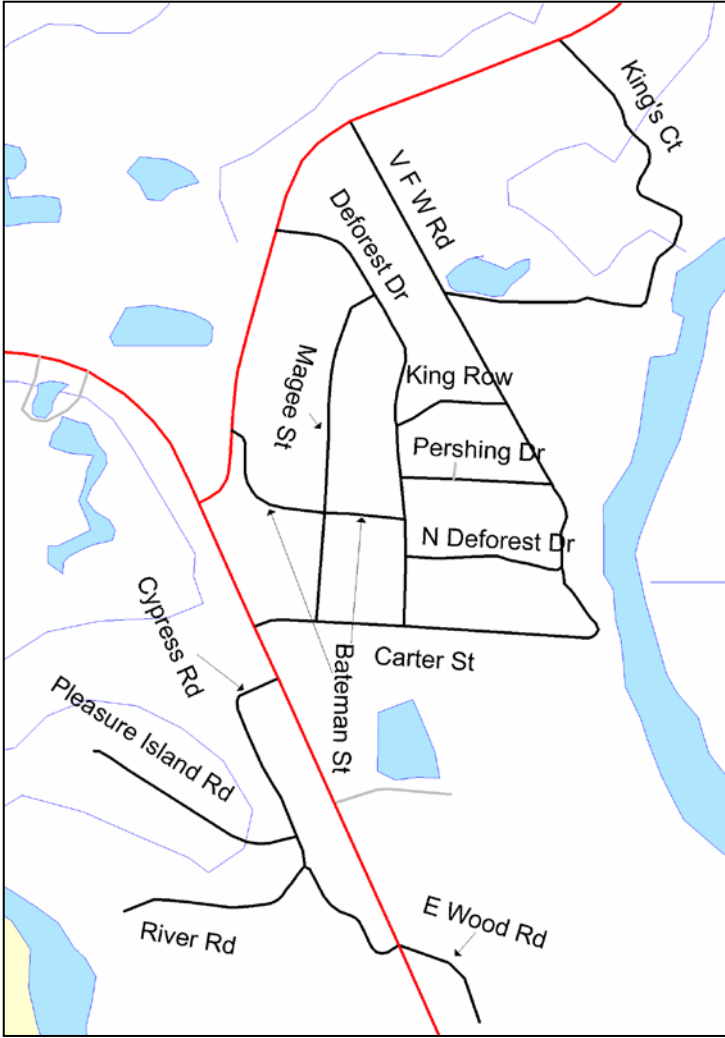 King's Ct
V F W Rd
Deforest Dr
Magee St
King Row
Pershing Dr
N Deforest Dr
Cypress Rd
Bateman St
Carter St
Pleasure Island Rd
E Wood Rd
River Rd